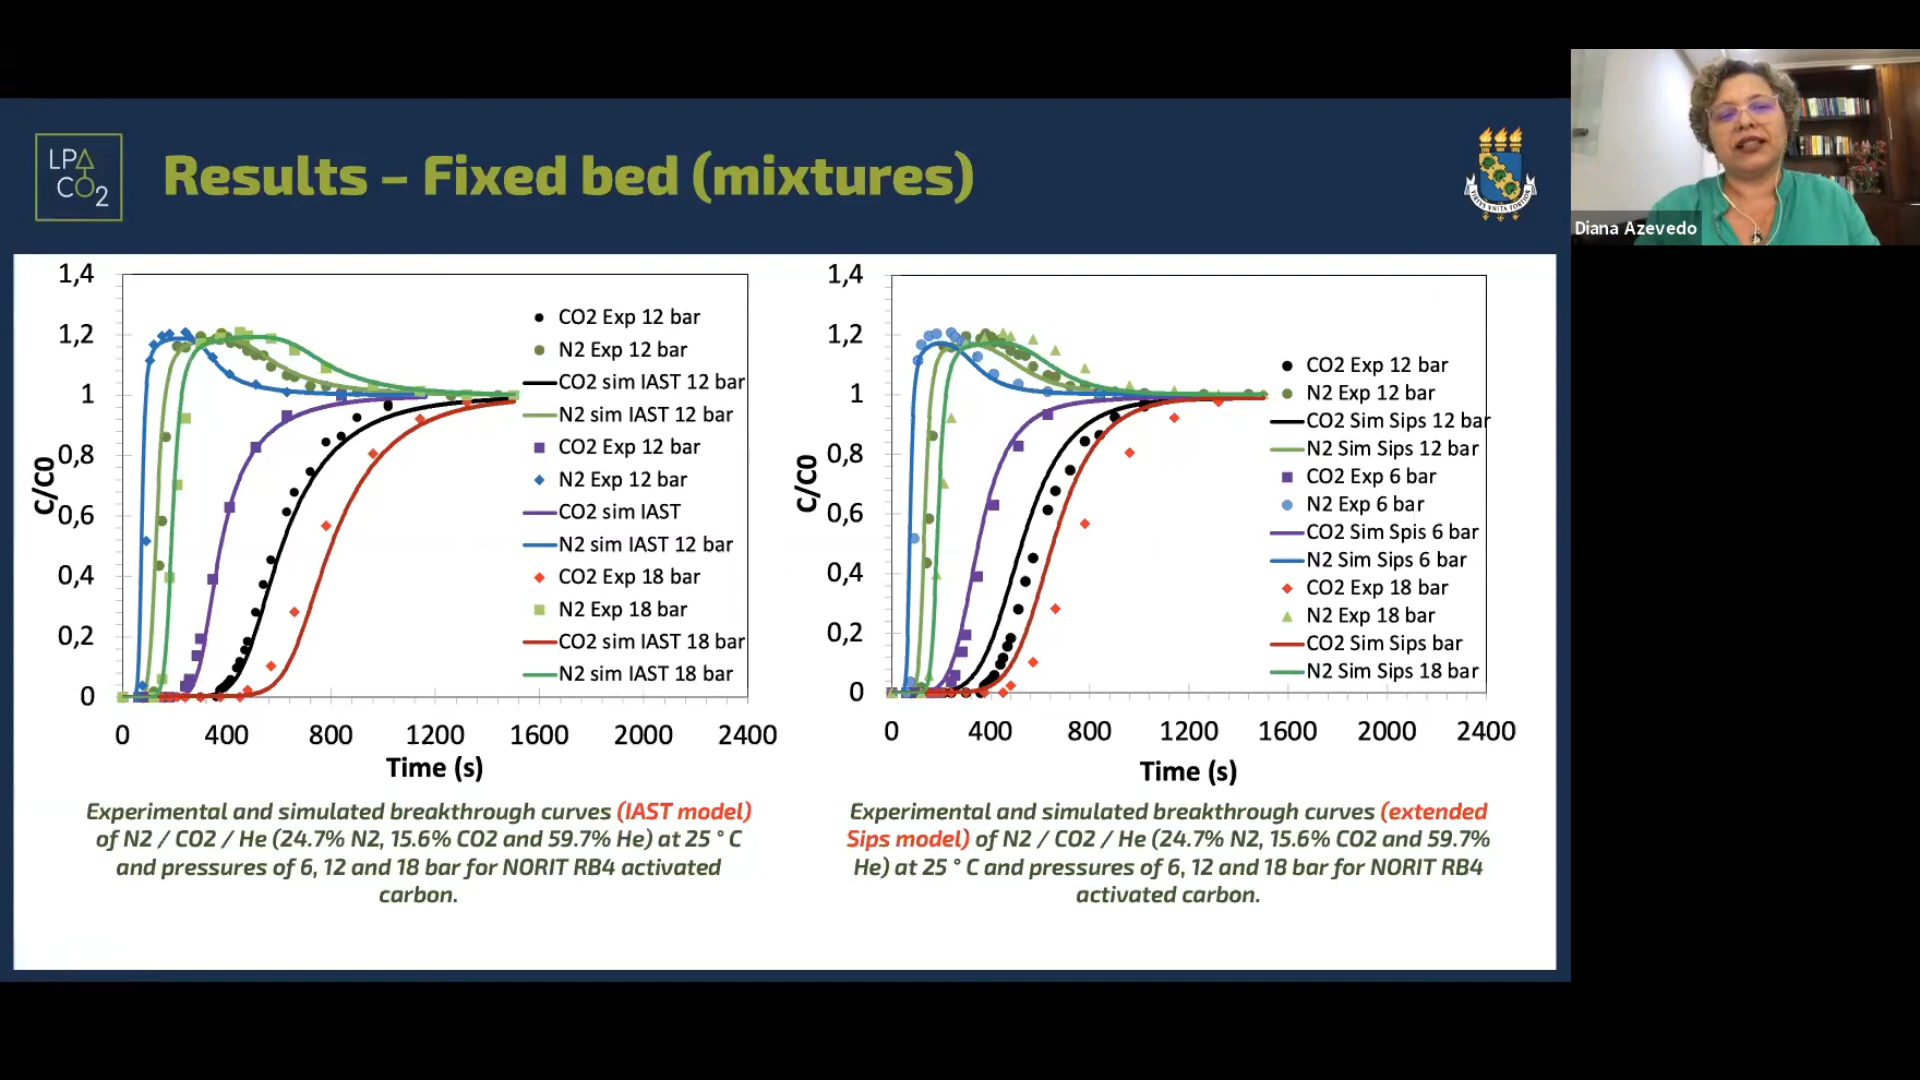 LPA
CO2
Results – Fixed bed (mixtures)
VIRTUS UNITA FORTIOR
Diana Azevedo
1,4
1,2
1
0,8
0,6
0,4
0,2
0
C/C0
0 400 800 1200 1600 2000 2400
Time (s)
CO2 Exp 12 bar
N2 Exp 12 bar
CO2 sim IAST 12 bar
N2 sim IAST 12 bar
CO2 Exp 12 bar
N2 Exp 12 bar
CO2 sim IAST
N2 sim IAST 12 bar
CO2 Exp 18 bar
N2 Exp 18 bar
CO2 sim IAST 18 bar
N2 sim IAST 18 bar
Experimental and simulated breakthrough curves (IAST model)
of N2 / CO2 / He (24.7% N2, 15.6% CO2 and 59.7% He) at 25 ° C
and pressures of 6, 12 and 18 bar for NORIT RB4 activated
carbon.
1,4
1,2
1
0,8
0,6
0,4
0,2
0
C/C0
0 400 800 1200 1600 2000 2400
Time (s)
CO2 Exp 12 bar
N2 Exp 12 bar
CO2 Sim Sips 12 bar
N2 Sim Sips 12 bar
CO2 Exp 6 bar
N2 Exp 6 bar
CO2 Sim Spis 6 bar
N2 Sim Sips 6 bar
CO2 Exp 18 bar
N2 Exp 18 bar
CO2 Sim Sips bar
N2 Sim Sips 18 bar
Experimental and simulated breakthrough curves (extended
Sips model) of N2 / CO2 / He (24.7% N2, 15.6% CO2 and 59.7%
He) at 25 ° C and pressures of 6, 12 and 18 bar for NORIT RB4
activated carbon.